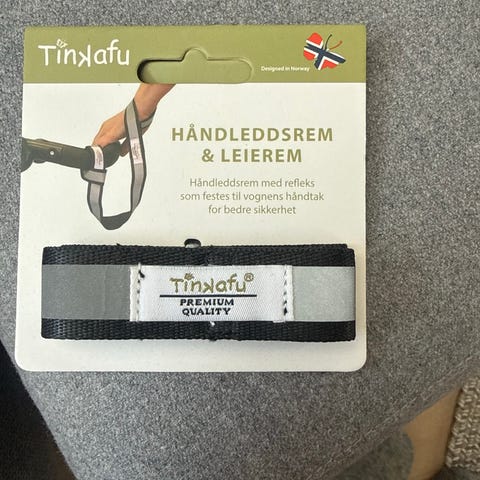 Tinkafu
Designed in Norway
HÅNDLEDDSREM
& LEIEREM
Håndleddsrem med refleks
som festes til vognens håndtak
for bedre sikkerhet
Tinkafu®
PREMIUM
QUALITY